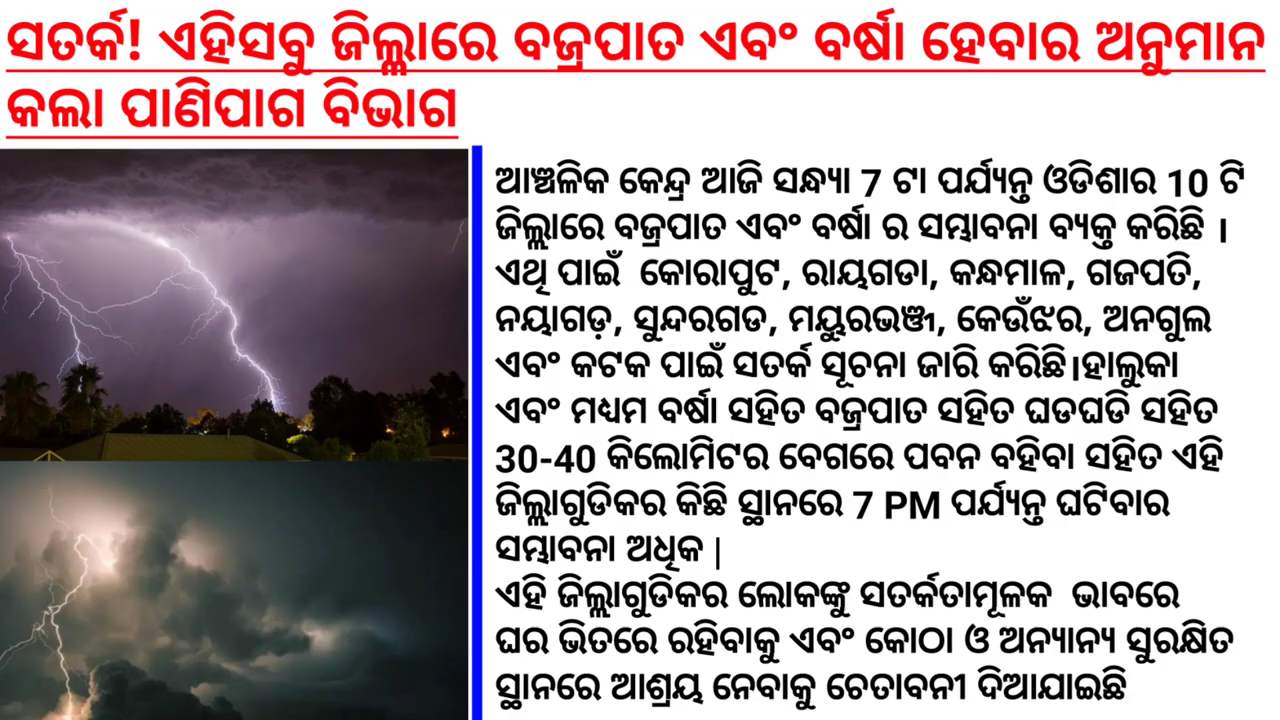 ସତର୍କ! ଏହିସବୁ ଜିଲ୍ଲାରେ ବଜ୍ରପାତ ଏବଂ ବର୍ଷା ହେବାର ଅନୁମାନ
କଲା ପାଣିପାଗ ବିଭାଗ
ଆଞ୍ଚଳିକ କେନ୍ଦ୍ର ଆଜି ସନ୍ଧ୍ୟା 7 ଟା ପର୍ଯ୍ୟନ୍ତ ଓଡିଶାର 10 ଟି
ଜିଲ୍ଲାରେ ବଜ୍ରପାତ ଏବଂ ବର୍ଷା ର ସମ୍ଭାବନା ବ୍ୟକ୍ତ କରିଛି ।
ଏଥି ପାଇଁ କୋରାପୁଟ, ରାୟଗଡା, କନ୍ଧମାଳ, ଗଜପତି,
ନୟାଗଡ଼, ସୁନ୍ଦରଗଡ, ମୟୁରଭଞ୍ଜ, କେଉଁଝର, ଅନଗୁଲ
ଏବଂ କଟକ ପାଇଁ ସତର୍କ ସୂଚନା ଜାରି କରିଛି ।ହାଲୁକା
ଏବଂ ମଧ୍ୟମ ବର୍ଷା ସହିତ ବଜ୍ରପାତ ସହିତ ଘଡଘଡି ସହିତ
30-40 କିଲୋମିଟର ବେଗରେ ପବନ ବହିବା ସହିତ ଏହି
ଜିଲ୍ଲାଗୁଡିକର କିଛି ସ୍ଥାନରେ 7 PM ପର୍ଯ୍ୟନ୍ତ ଘଟିବାର
ସମ୍ଭାବନା ଅଧିକ |
ଏହି ଜିଲ୍ଲାଗୁଡିକର ଲୋକଙ୍କୁ ସତର୍କତାମୂଳକ ଭାବରେ
ଘର ଭିତରେ ରହିବାକୁ ଏବଂ କୋଠା ଓ ଅନ୍ୟାନ୍ୟ ସୁରକ୍ଷିତ
ସ୍ଥାନରେ ଆଶ୍ରୟ ନେବାକୁ ଚେତାବନୀ ଦିଆଯାଇଛି